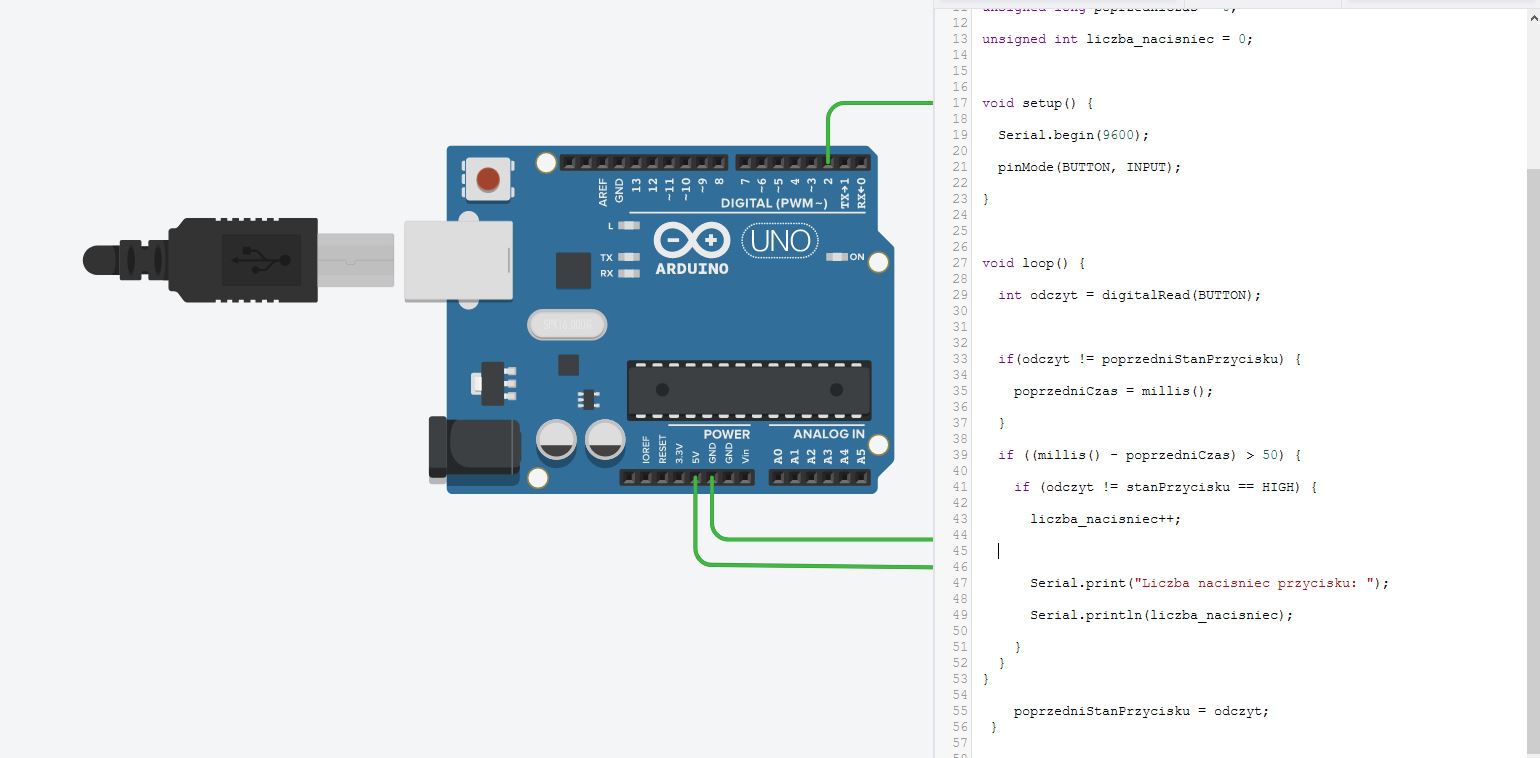 AREF
GND
13
12
~11
~10
~9
8
7
~6
~5
4
~3
2
TX→1
RX←0
DIGITAL (PWM~)
L
TX
RX
UNO
ON
ARDUINO
POWER
ANALOG IN
IOREF
RESET
3.3V
5V
GND
GND
Vin
A0
A1
A2
A3
A4
A5
12
13 unsigned int liczba_nacisniec = 0;
14
15
16
17 void setup() {
18
19 Serial.begin(9600);
20
21 pinMode(BUTTON, INPUT);
22
23 }
24
25
26
27 void loop() {
28
29 int odczyt = digitalRead(BUTTON);
30
31
32
33 if(odczyt != poprzedniStanPrzycisku) {
34
35 poprzedniCzas = millis();
36
37 }
38
39 if ((millis() - poprzedniCzas) > 50) {
40
41 if (odczyt != stanPrzycisku == HIGH) {
42
43 liczba_nacisniec++;
44
45
46
47 Serial.print("Liczba nacisniec przycisku: ");
48
49 Serial.println(liczba_nacisniec);
50
51 }
52 }
53 }
54
55 poprzedniStanPrzycisku = odczyt;
56 }
57